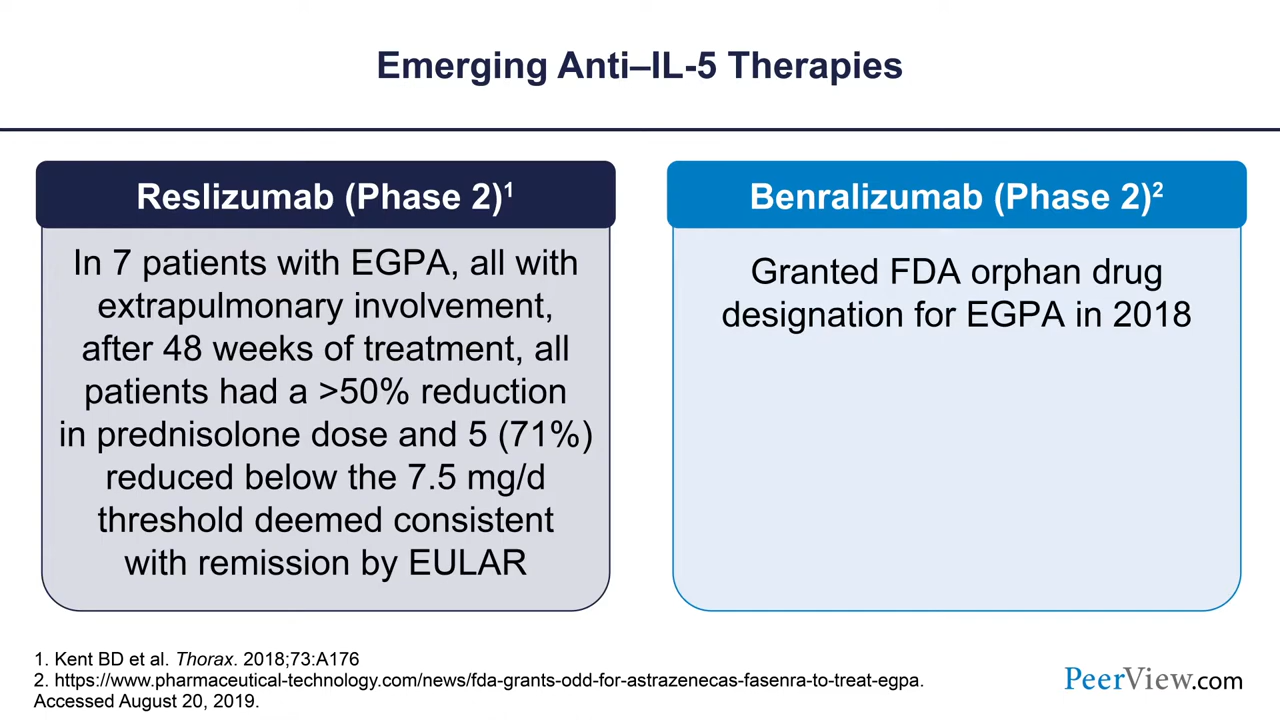 Emerging Anti–IL-5 Therapies
Reslizumab (Phase 2)1
In 7 patients with EGPA, all with
extrapulmonary involvement,
after 48 weeks of treatment, all
patients had a >50% reduction
in prednisolone dose and 5 (71%)
reduced below the 7.5 mg/d
threshold deemed consistent
with remission by EULAR
Benralizumab (Phase 2)2
Granted FDA orphan drug
designation for EGPA in 2018
1. Kent BD et al. Thorax. 2018;73:A176
2. https://www.pharmaceutical-technology.com/news/fda-grants-odd-for-astrazenecas-fasenra-to-treat-egpa.
Accessed August 20, 2019.
PeerView.com